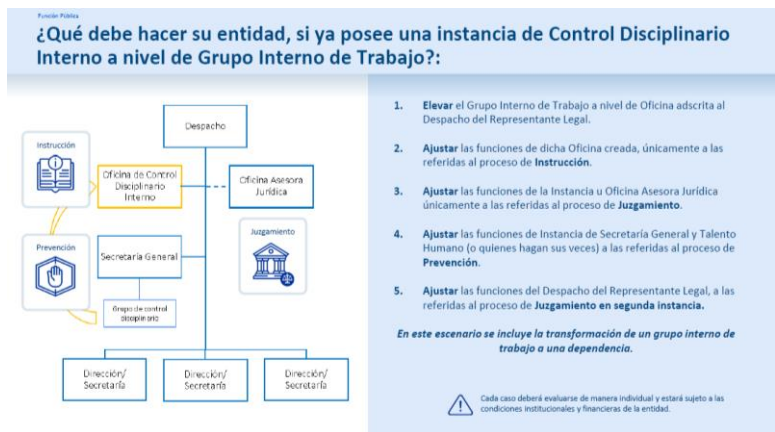 Función Pública
¿Qué debe hacer su entidad, si ya posee una instancia de Control Disciplinario
Interno a nivel de Grupo Interno de Trabajo?:
Despacho
Instrucción
Oficina de Control
Disciplinario
Interno
Oficina Asesora
Jurídica
Juzgamiento
Prevención
Secretaría General
Grupo de control
disciplinario
Dirección/
Secretaría
Dirección/
Secretaría
Dirección/
Secretaría
1. Elevar el Grupo Interno de Trabajo a nivel de Oficina adscrita al
Despacho del Representante Legal.
2. Ajustar las funciones de dicha Oficina creada, únicamente a las
referidas al proceso de Instrucción.
3. Ajustar las funciones de la Instancia u Oficina Asesora Jurídica
únicamente a las referidas al proceso de Juzgamiento.
4. Ajustar las funciones de Instancia de Secretaría General y Talento
Humano (o quienes hagan sus veces) a las referidas al proceso de
Prevención.
5. Ajustar las funciones del Despacho del Representante Legal, a las
referidas al proceso de Juzgamiento en segunda instancia.
En este escenario se incluye la transformación de un grupo interno de
trabajo a una dependencia.
Cada caso deberá evaluarse de manera individual y estará sujeto a las
condiciones institucionales y financieras de la entidad.